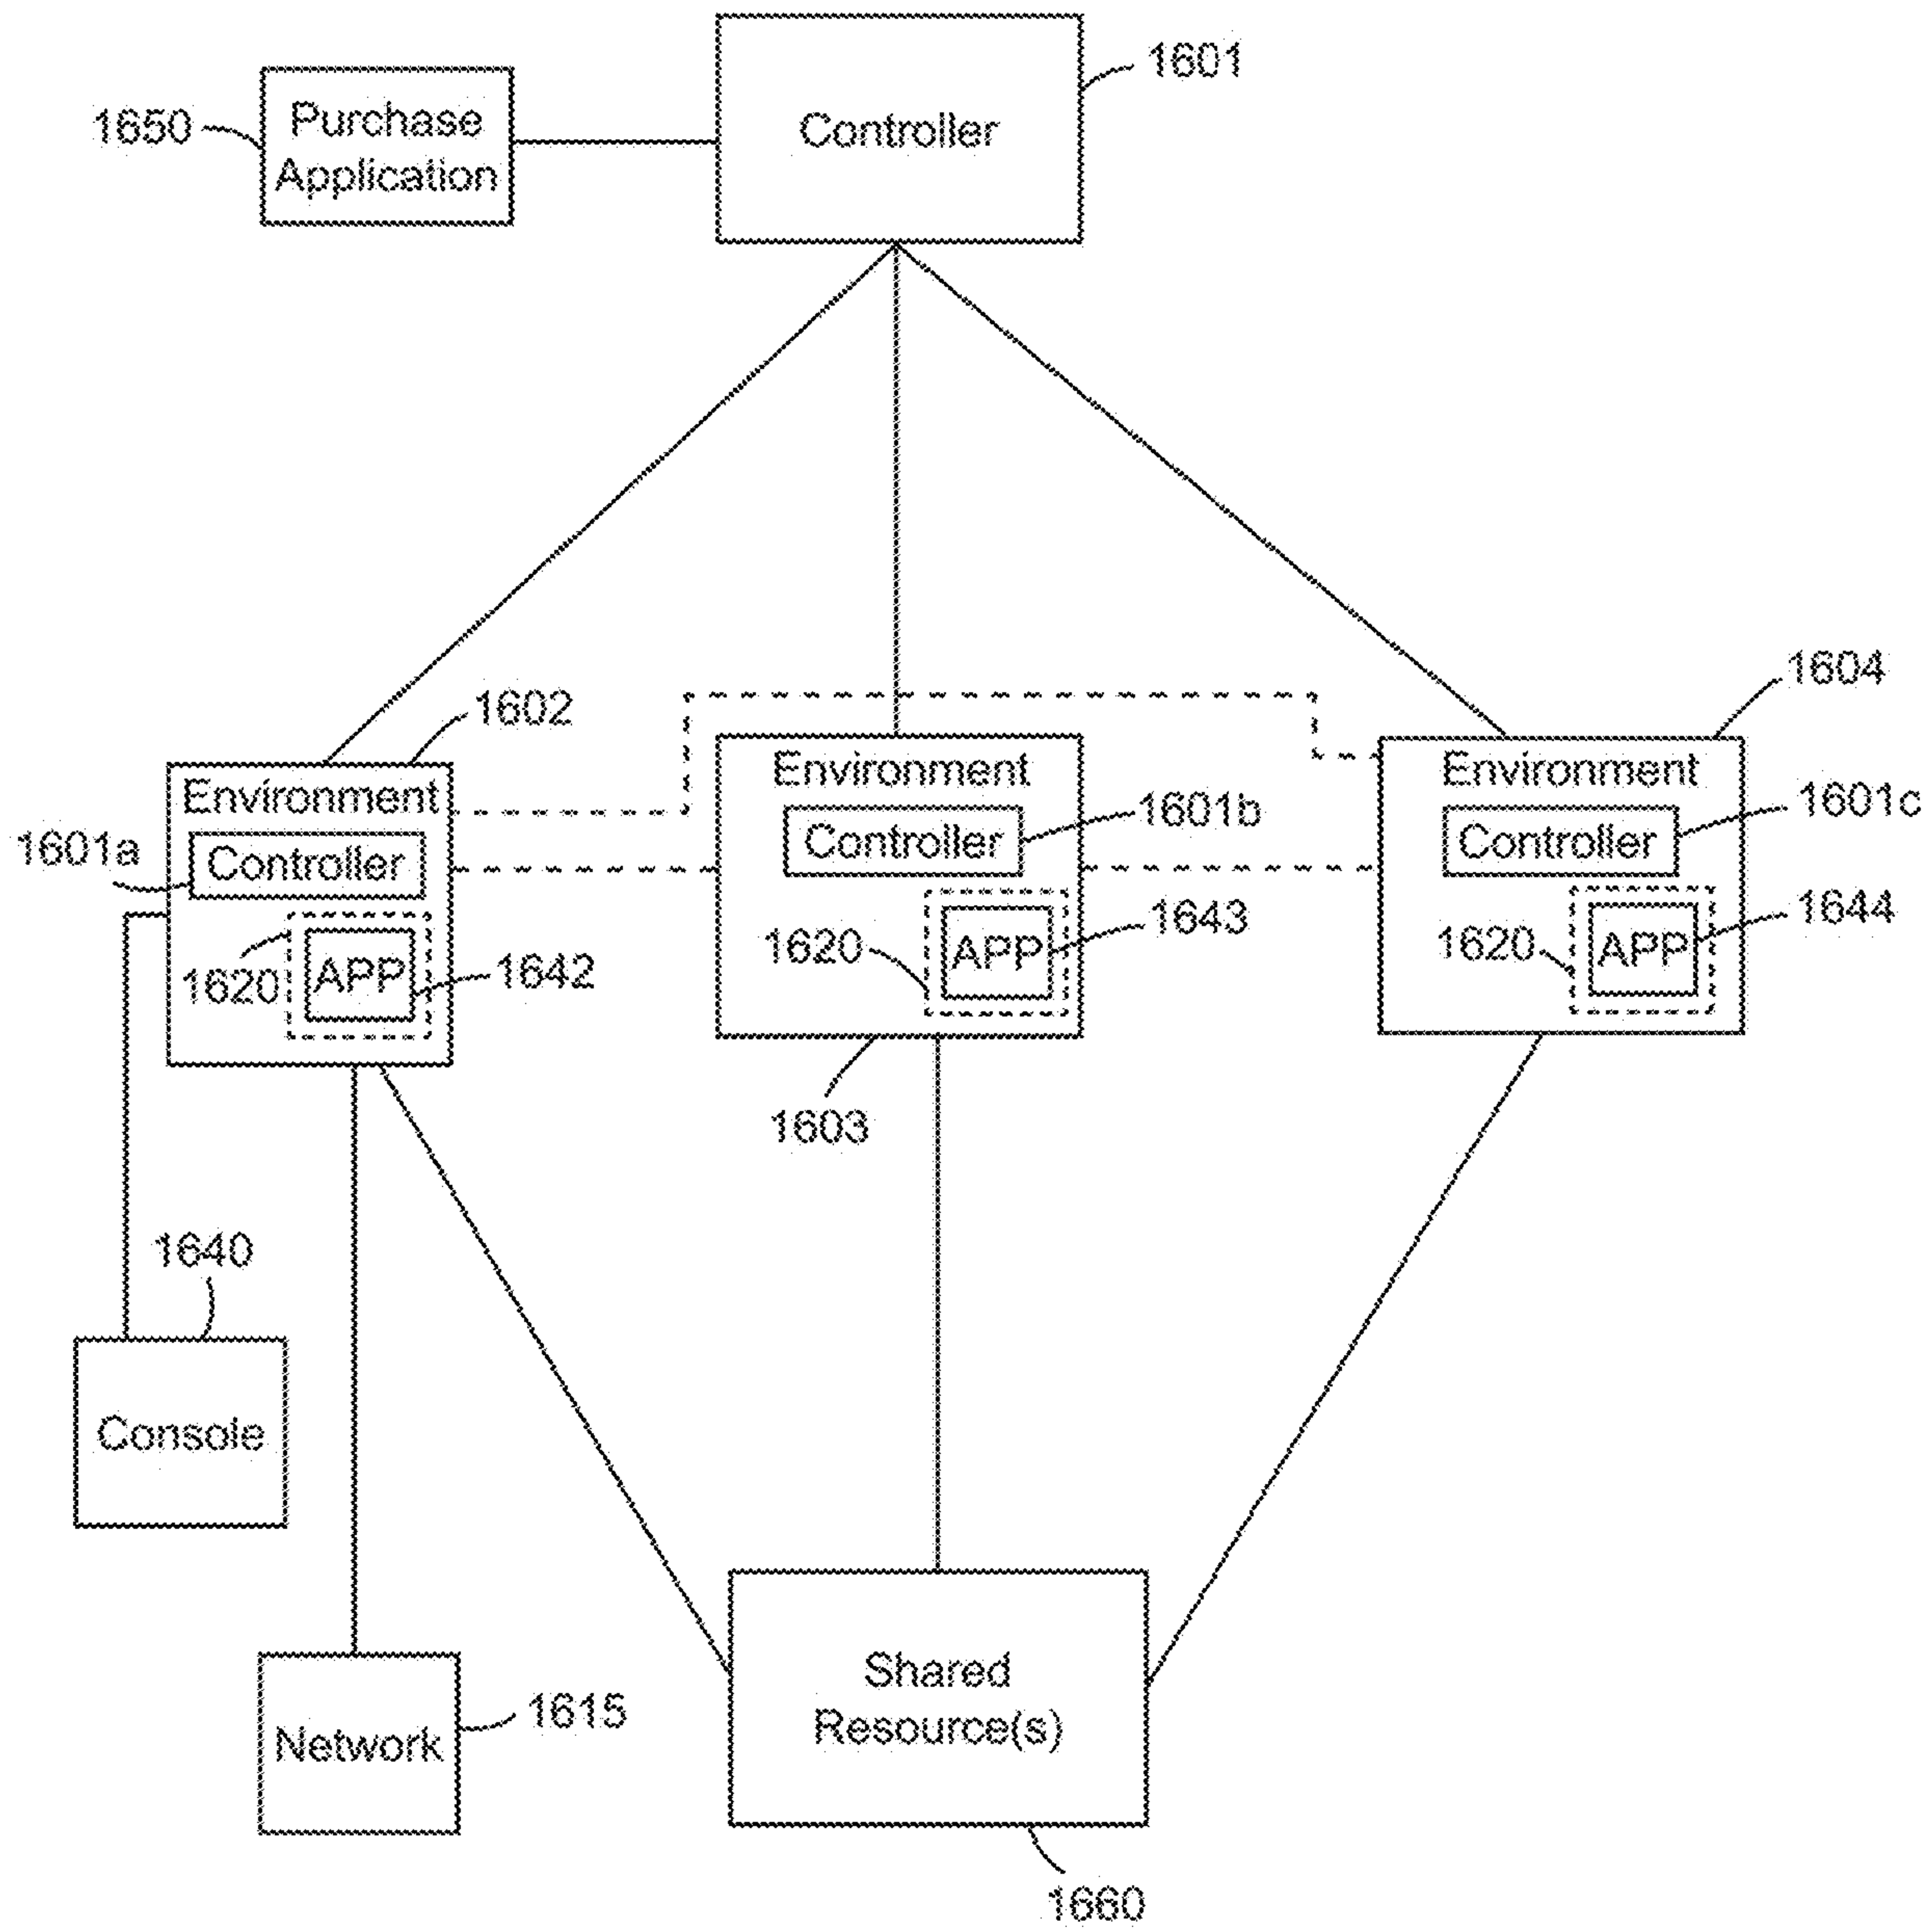 1601
1650
Purchase
Application
Controller
1602
1604
Environment
Environment
Environment
1601a
Controller
Controller
1601b
Controller
1601c
1620
APP
1642
1620
APP
1643
1620
APP
1644
1603
1640
Console
Network
1615
Shared
Resource(s)
1660